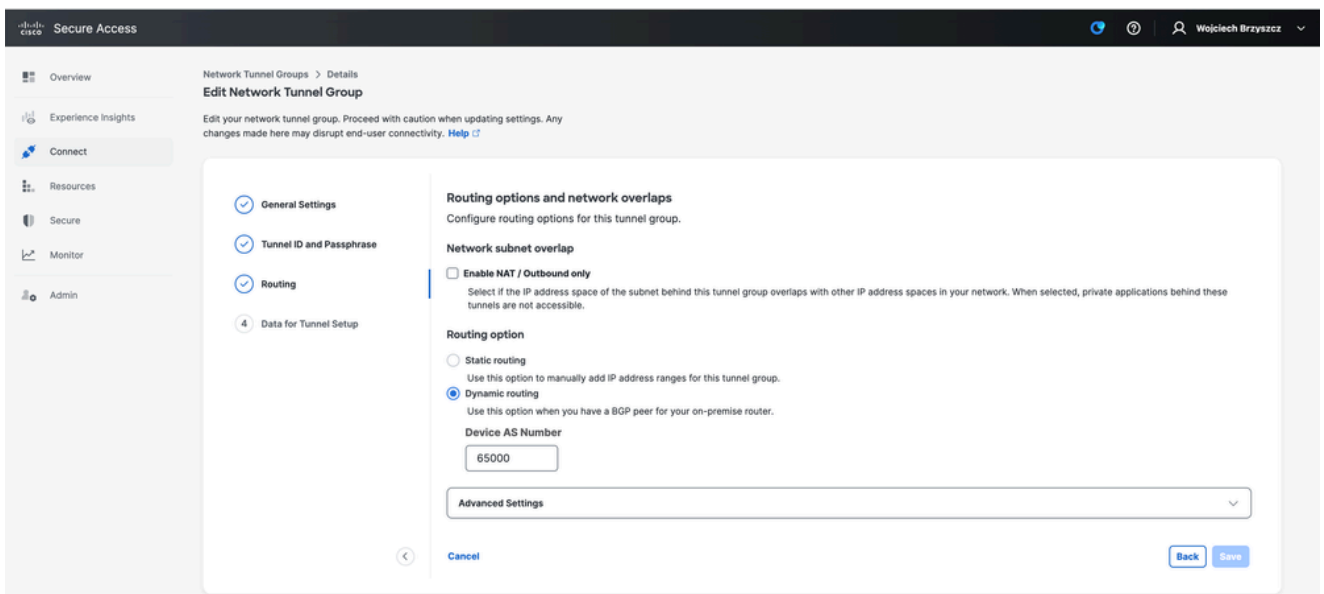 cisco Secure Access
Wojciech Brzyszcz
Overview
Experience Insights
Connect
Resources
Secure
Monitor
Admin
Network Tunnel Groups > Details
Edit Network Tunnel Group
Edit your network tunnel group. Proceed with caution when updating settings. Any
changes made here may disrupt end-user connectivity. Help
General Settings
Tunnel ID and Passphrase
Routing
4 Data for Tunnel Setup
Routing options and network overlaps
Configure routing options for this tunnel group.
Network subnet overlap
Enable NAT / Outbound only
Select if the IP address space of the subnet behind this tunnel group overlaps with other IP address spaces in your network. When selected, private applications behind these
tunnels are not accessible.
Routing option
Static routing
Use this option to manually add IP address ranges for this tunnel group.
Dynamic routing
Use this option when you have a BGP peer for your on-premise router.
Device AS Number
65000
Advanced Settings
Cancel
Back
Save